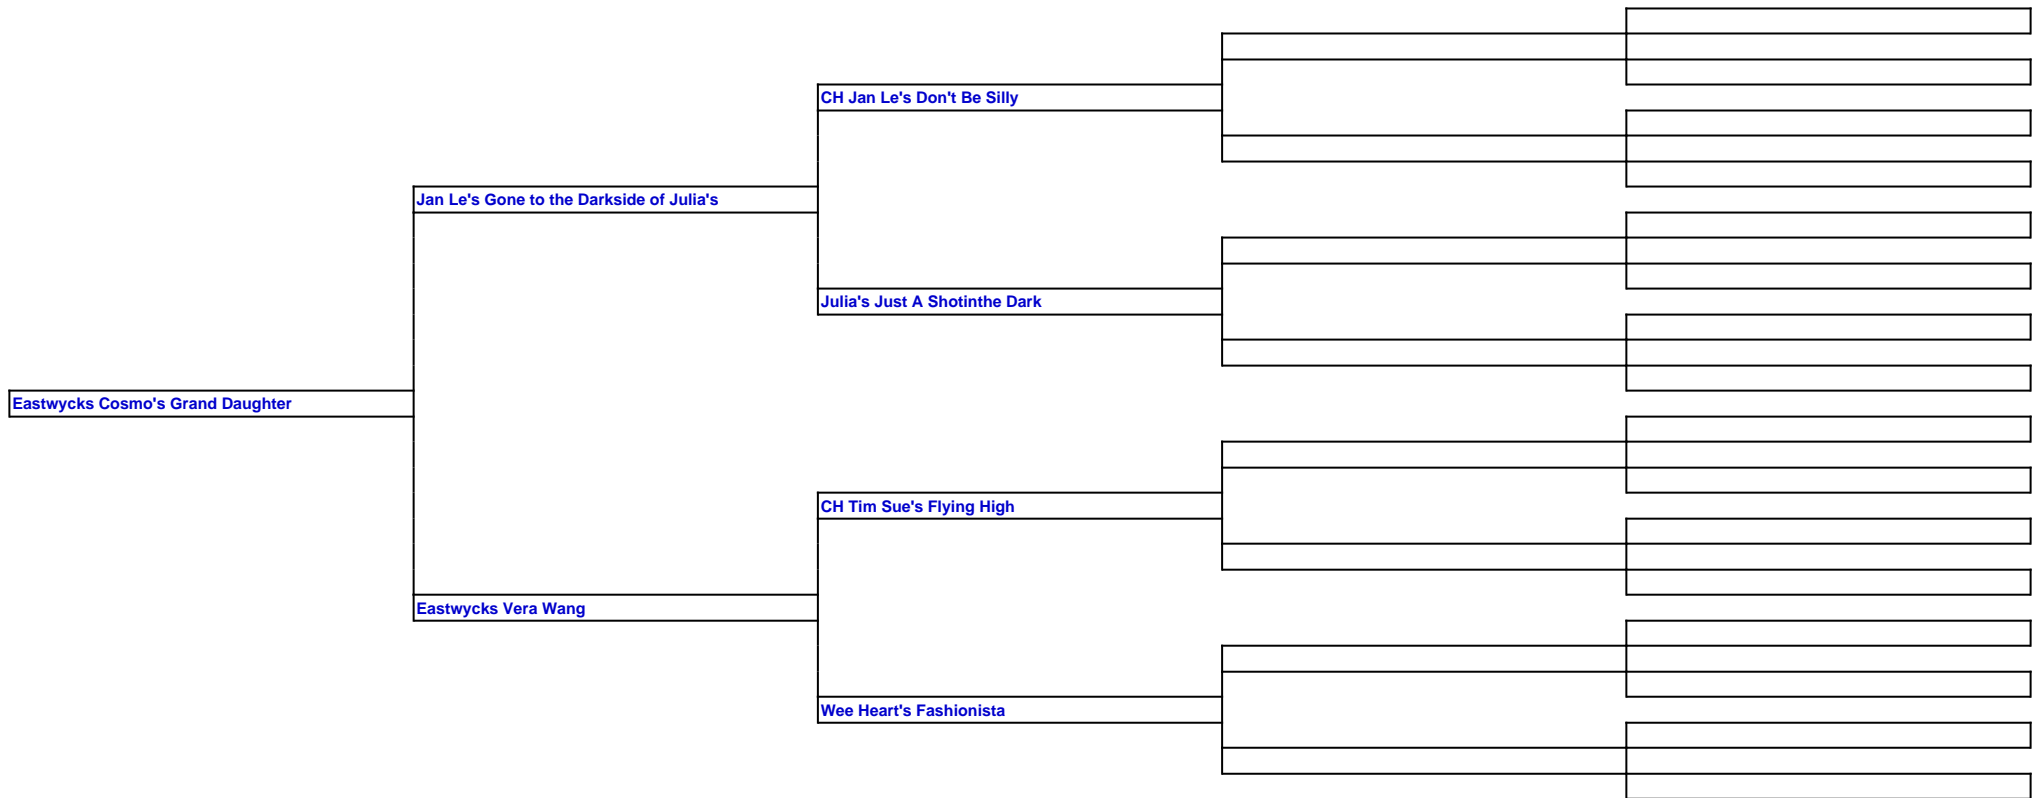 CH Jan Le's Don't Be Silly
Jan Le's Gone to the Darkside of Julia's
Julia's Just A Shotinthe Dark
Eastwycks Cosmo's Grand Daughter
CH Tim Sue's Flying High
Eastwycks Vera Wang
Wee Heart's Fashionista